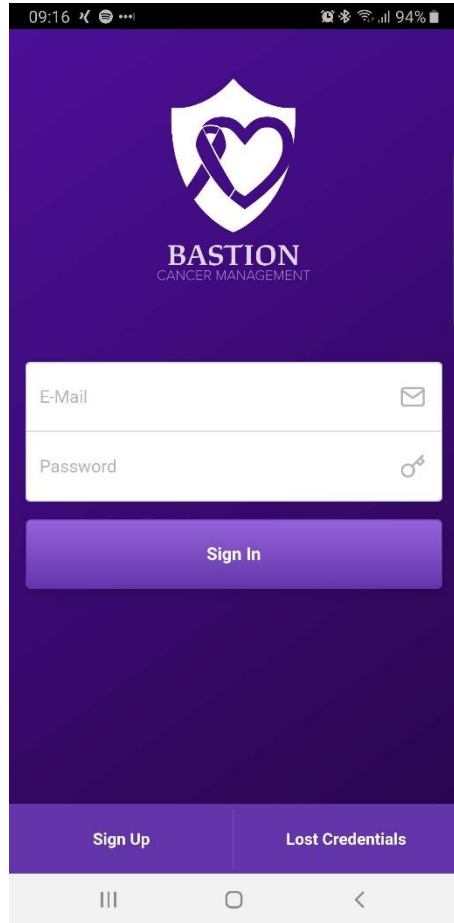 09:16 94%
BASTION
CANCER MANAGEMENT
E-Mail
Password
Sign In
Sign Up Lost Credentials